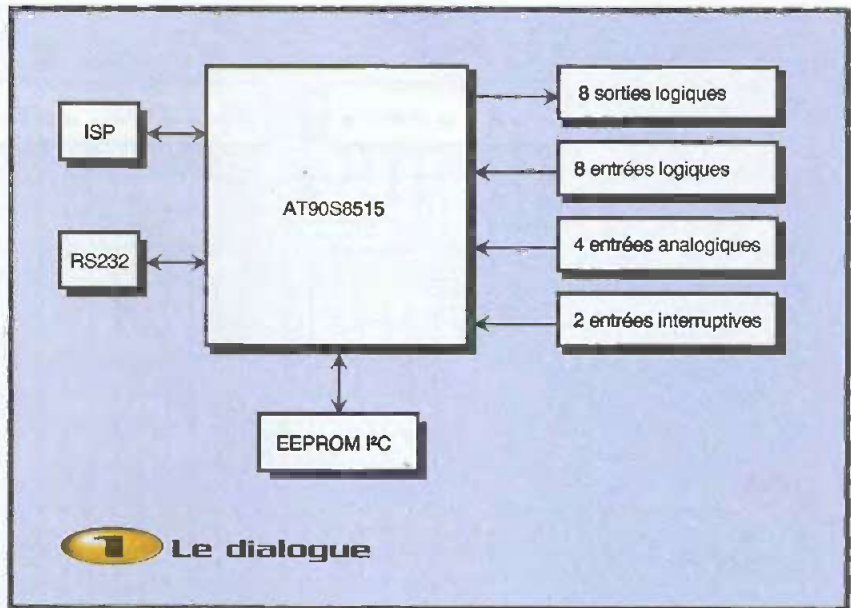 ISP
RS232
AT90S8515
8 sorties logiques
8 entrées logiques
4 entrées analogiques
2 entrées interruptives
EEPROM I²C
1 Le dialogue